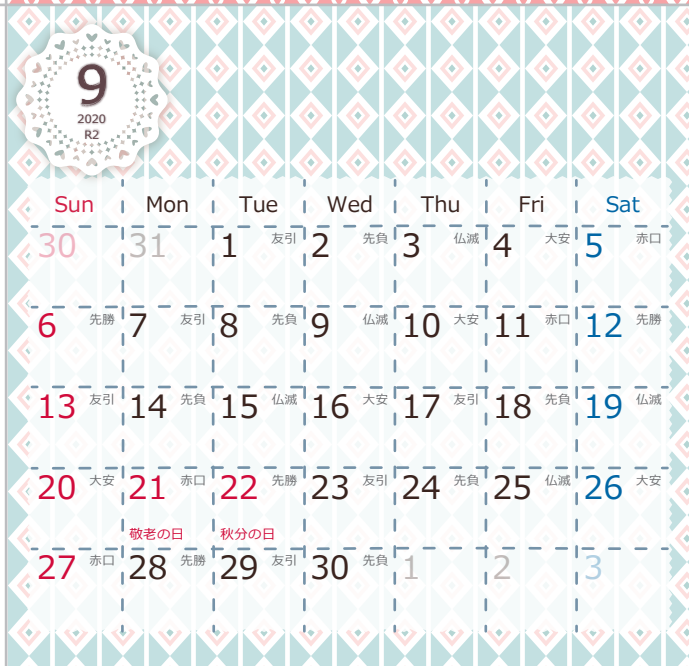 9
2020
R2
Sun Mon Tue Wed Thu Fri Sat
30 31 1 友引 2 先負 3 仏滅 4 大安 5 赤口
6 先勝 7 友引 8 先負 9 仏滅 10 大安 11 赤口 12 先勝
13 友引 14 先負 15 仏滅 16 大安 17 友引 18 先負 19 仏滅
20 大安 21 赤口 22 先勝 23 友引 24 先負 25 仏滅 26 大安
敬老の日 秋分の日
27 赤口 28 先勝 29 友引 30 先負 1 2 3